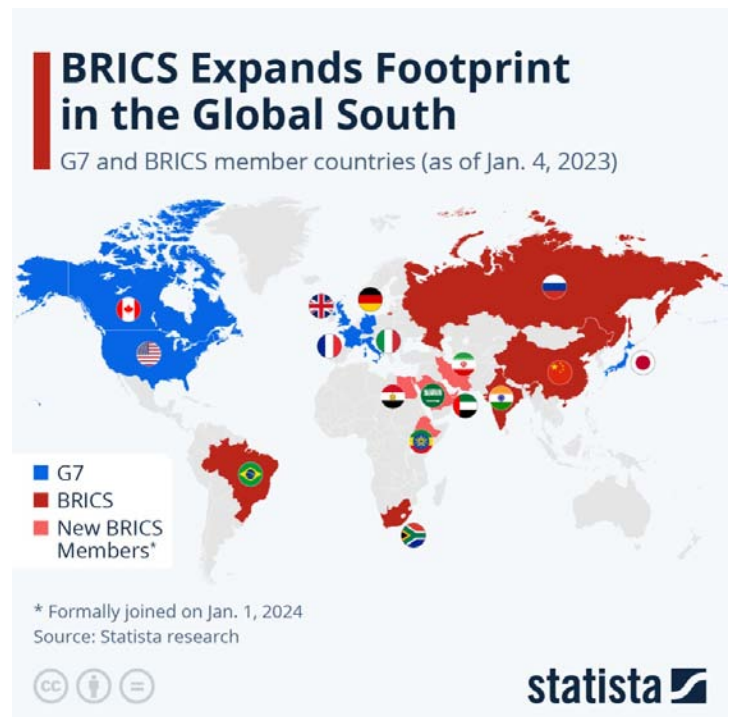 BRICS Expands Footprint
in the Global South
G7 and BRICS member countries (as of Jan. 4, 2023)
G7
BRICS
New BRICS
Members*
* Formally joined on Jan. 1, 2024
Source: Statista research
cc
statista